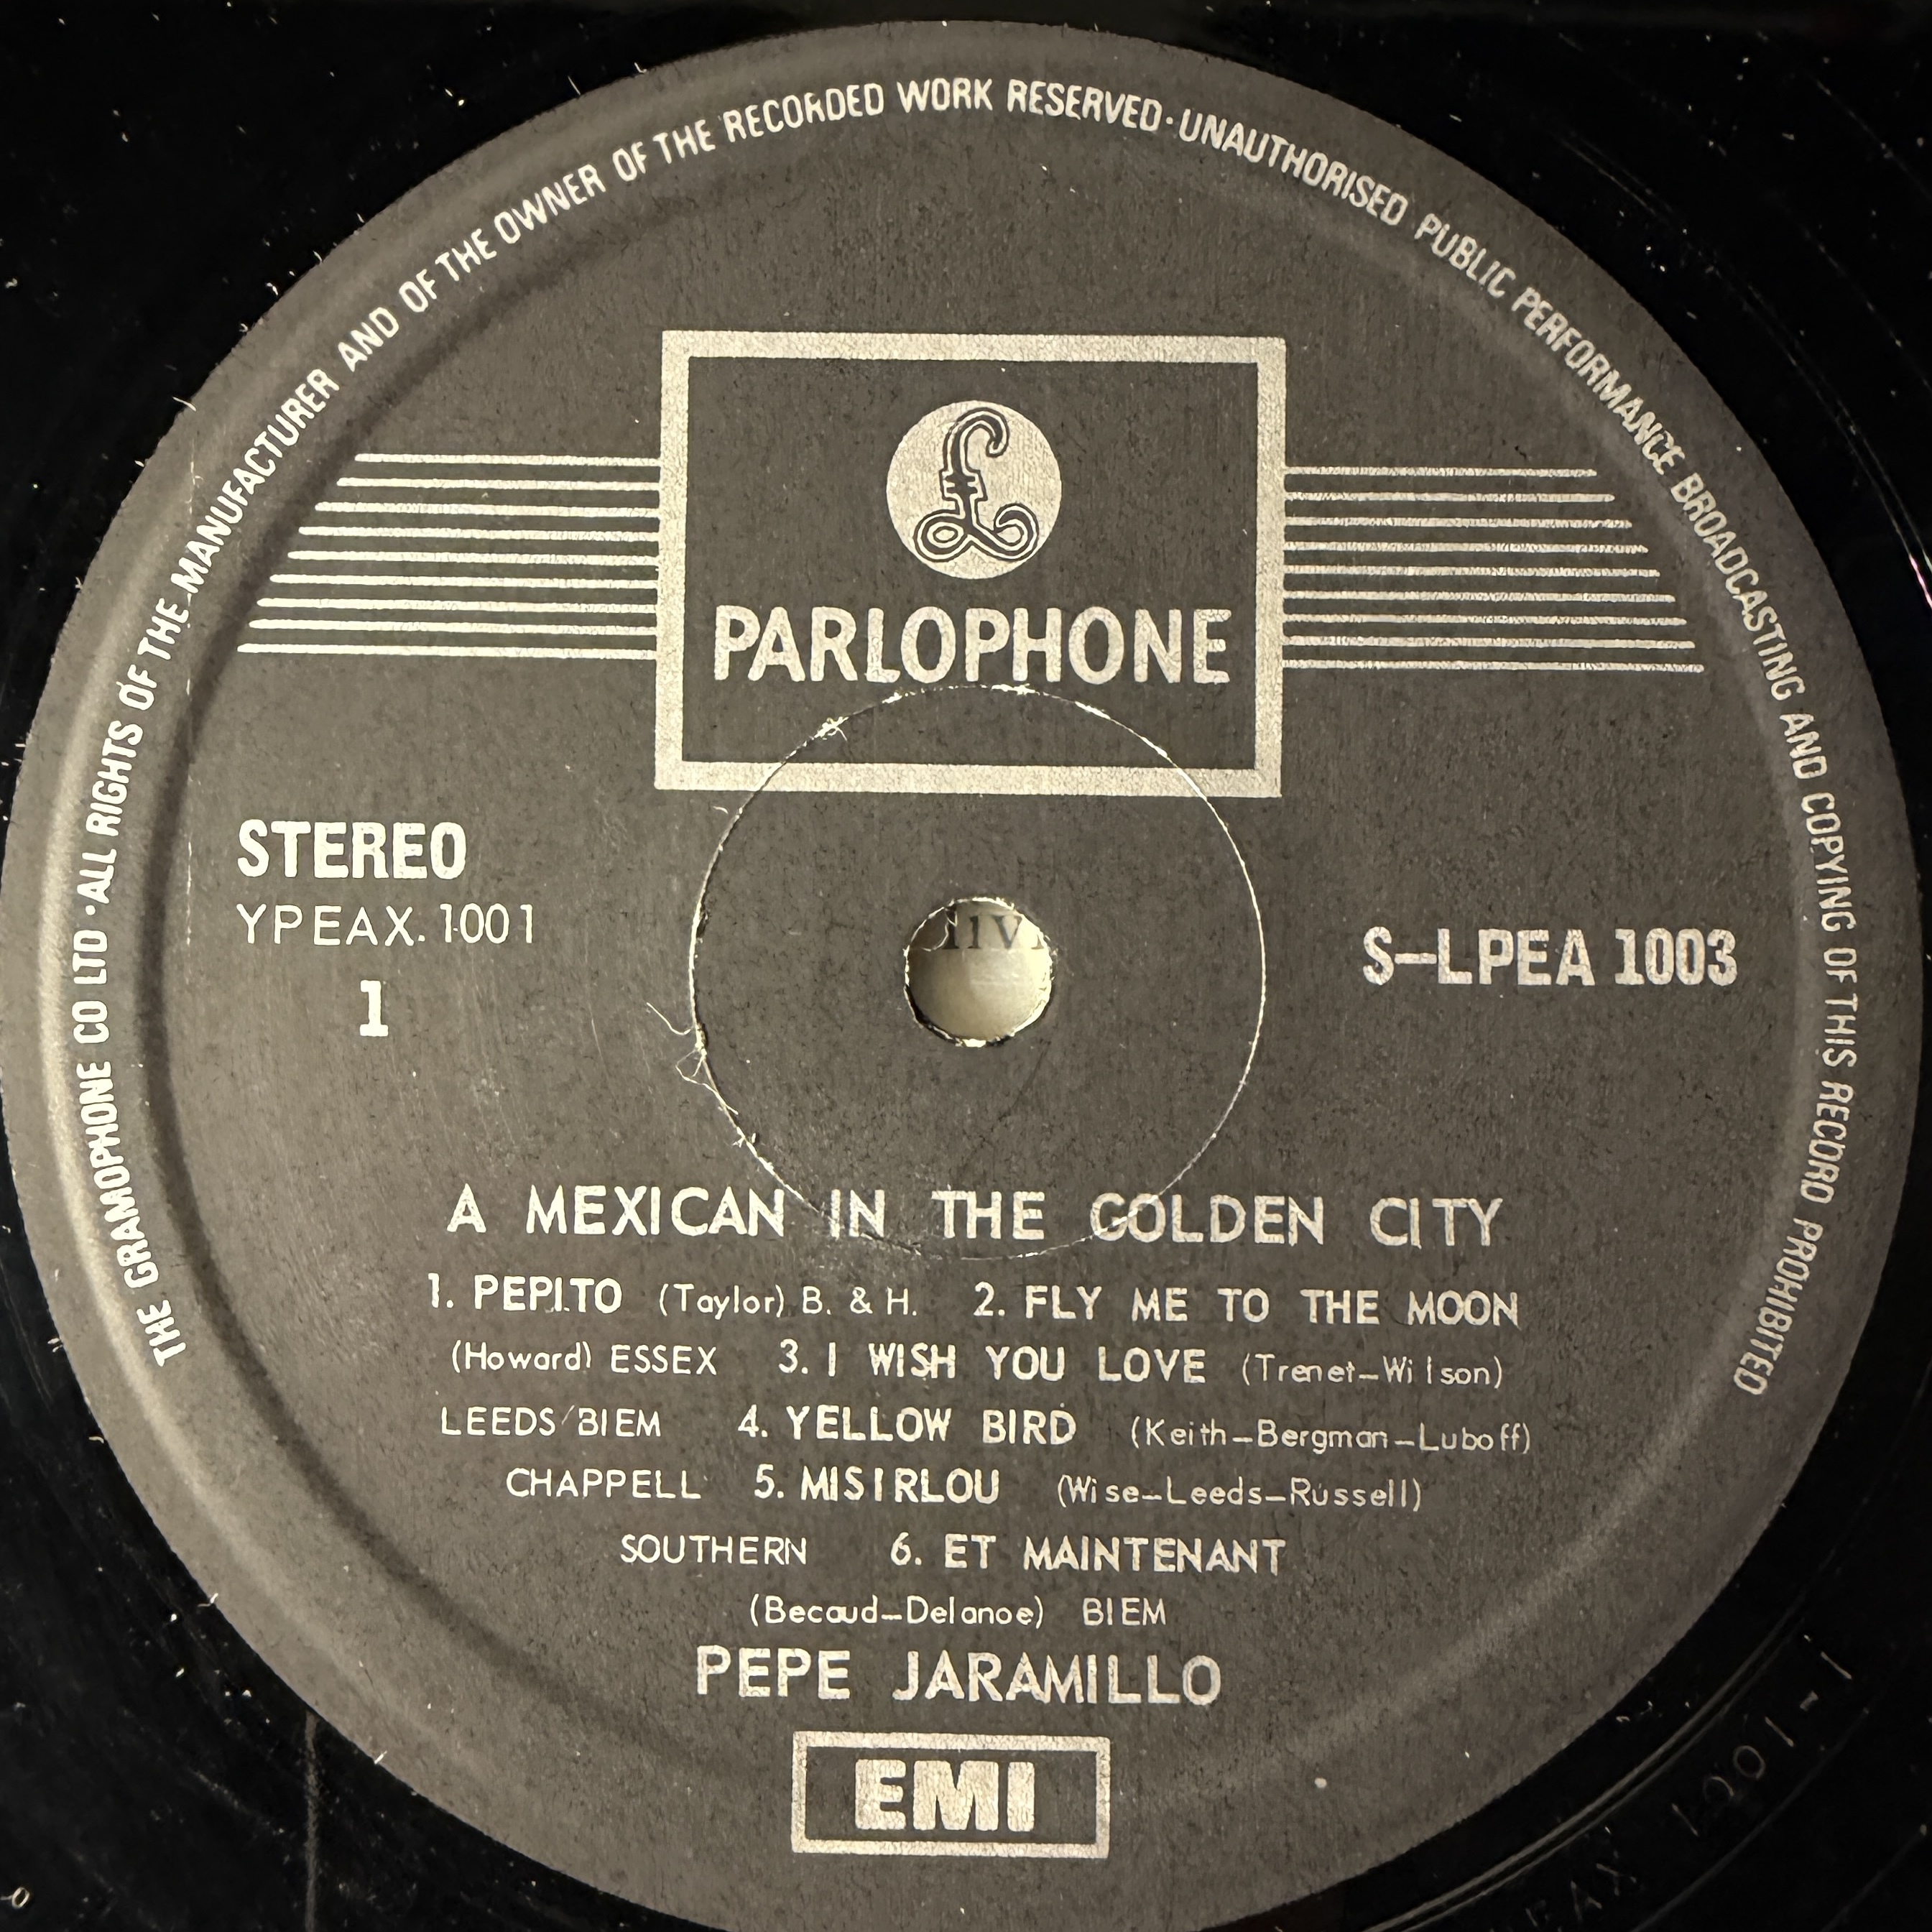 THE GRAMOPHONE CO LTD · ALL RIGHTS OF THE MANUFACTURER AND OF THE OWNER OF THE RECORDED WORK RESERVED · UNAUTHORISED PUBLIC PERFORMANCE BROADCASTING AND COPYING OF THIS RECORD PROHIBITED
£
PARLOPHONE
STEREO
YPEAX. 1001
1
S-LPEA 1003
A MEXICAN IN THE GOLDEN CITY
1. PEPITO (Taylor) B. & H. 2. FLY ME TO THE MOON
(Howard) ESSEX 3. I WISH YOU LOVE (Trenet-Wilson)
LEEDS/BIEM 4. YELLOW BIRD (Keith-Bergman-Luboff)
CHAPPELL 5. MISIRLOU (Wise-Leeds-Russell)
SOUTHERN 6. ET MAINTENANT
(Becaud-Delanoe) BIEM
PEPE JARAMILLO
EMI
1001-1